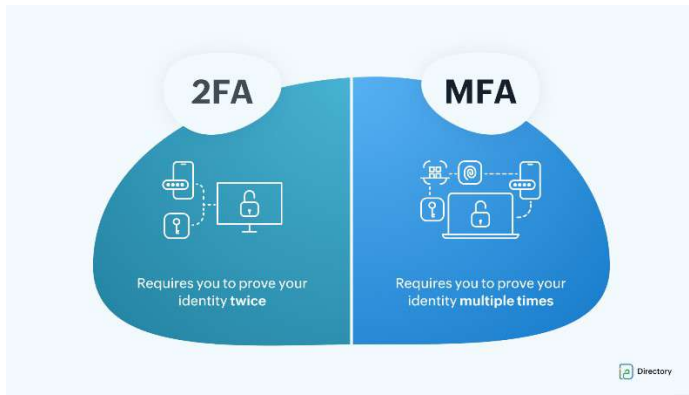 2FA
MFA
Requires you to prove your
identity twice
Requires you to prove your
identity multiple times
Directory